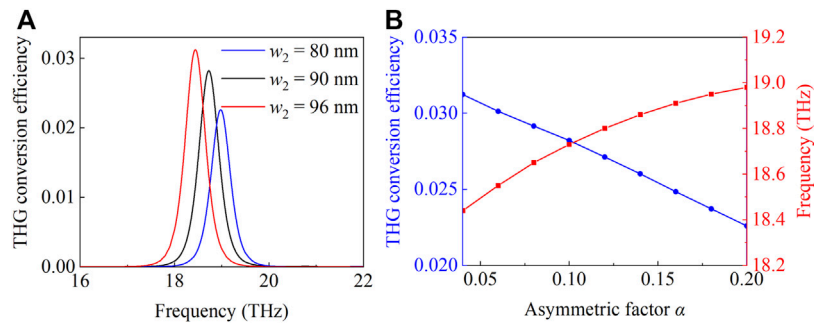 A
THG conversion efficiency
0.03
0.02
0.01
0.00
w2 = 80 nm
w2 = 90 nm
w2 = 96 nm
16
18
20
22
Frequency (THz)
B
THG conversion efficiency
0.035
0.030
0.025
0.020
0.05
0.10
0.15
0.20
Asymmetric factor α
19.2
19.0
18.8
18.6
18.4
18.2
Frequency (THz)